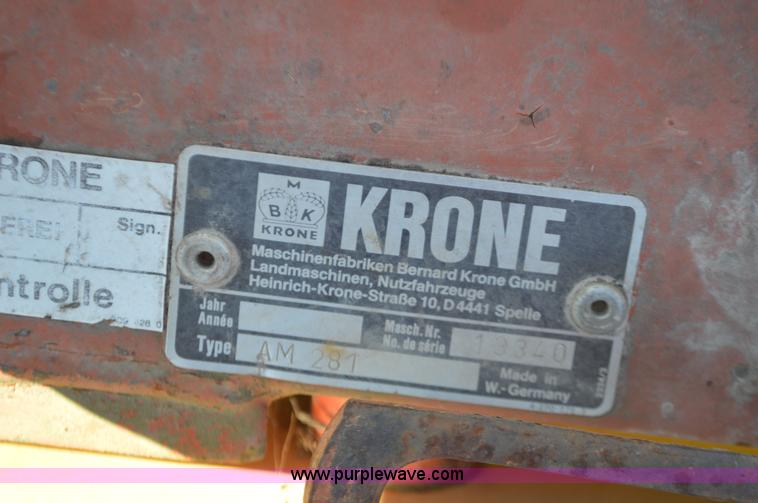 RONE
FREI Sign.
ntrolle
M
B K
KRONE
KRONE
Maschinenfabriken Bernard Krone GmbH
Landmaschinen, Nutzfahrzeuge
Heinrich-Krone-Straße 10, D 4441 Spelle
Jahr
Année
Masch. Nr.
No. de série
13340
Type
AM 281
Made in
W.-Germany
www.purplewave.com